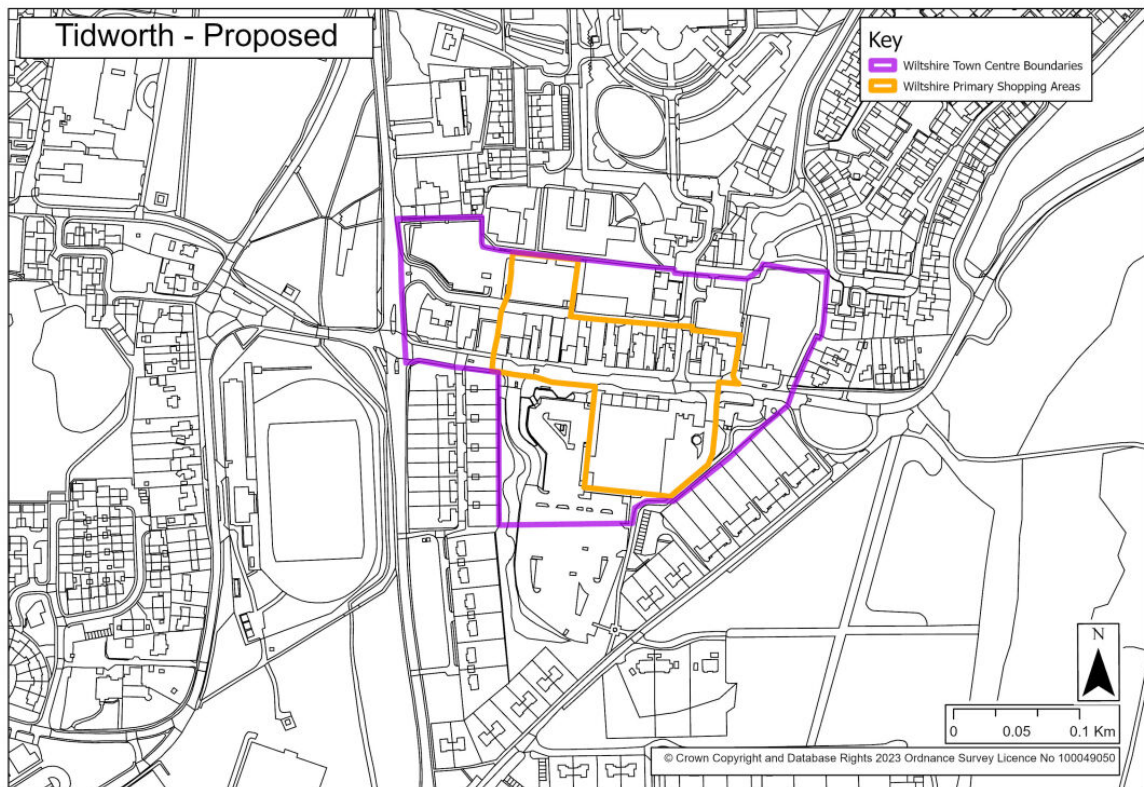 Tidworth - Proposed
Key
Wiltshire Town Centre Boundaries
Wiltshire Primary Shopping Areas
N
0 0.05 0.1 Km
© Crown Copyright and Database Rights 2023 Ordnance Survey Licence No 100049050